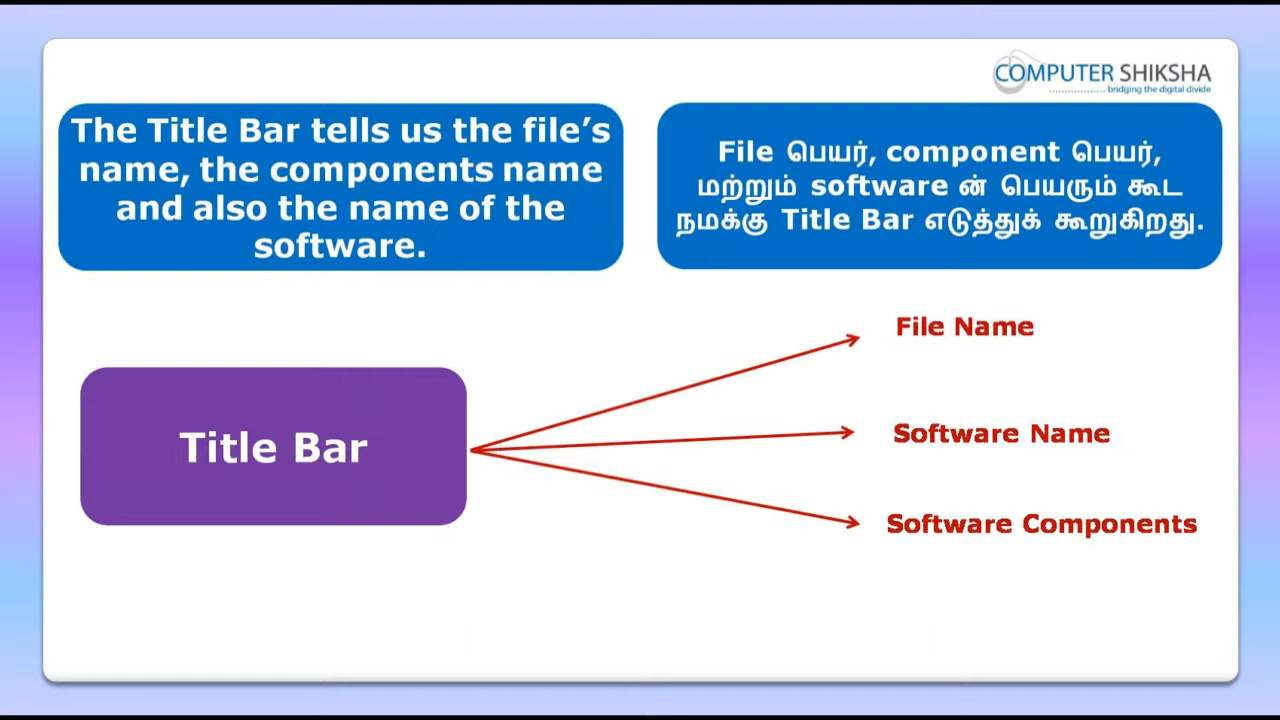 COMPUTER SHIKSHA
bridging the digital divide
The Title Bar tells us the file’s
name, the components name
and also the name of the
software.
File பெயர், component பெயர்,
மற்றும் software ன் பெயரும் கூட
நமக்கு Title Bar எடுத்துக் கூறுகிறது.
Title Bar
File Name
Software Name
Software Components